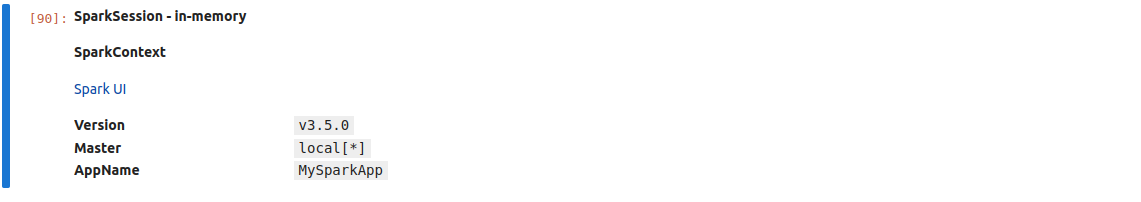 [90]: SparkSession - in-memory
SparkContext
Spark UI
Version v3.5.0
Master local[*]
AppName MySparkApp